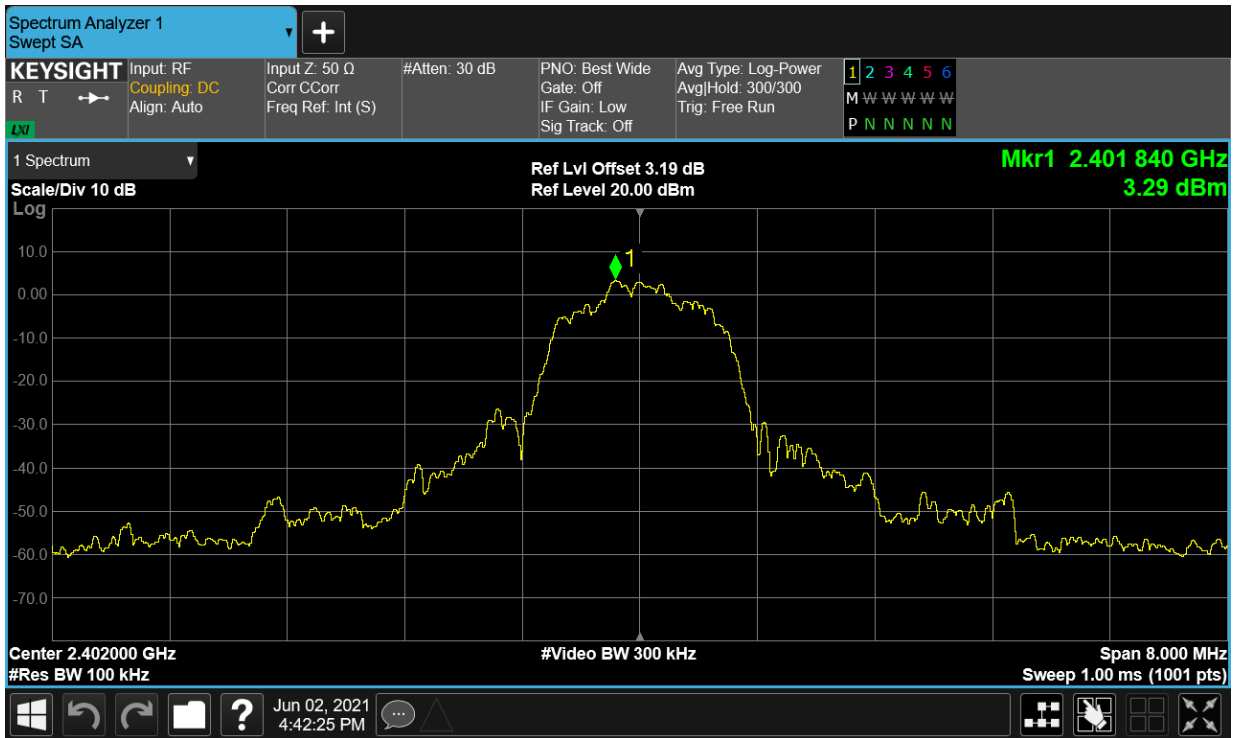 Spectrum Analyzer 1
Swept SA
KEYSIGHT
R T
LXI
Input: RF
Coupling: DC
Align: Auto
Input Z: 50 Ω
Corr CCorr
Freq Ref: Int (S)
#Atten: 30 dB
PNO: Best Wide
Gate: Off
IF Gain: Low
Sig Track: Off
Avg Type: Log-Power
Avg|Hold: 300/300
Trig: Free Run
1 2 3 4 5 6
M W W W W W
P N N N N N
1 Spectrum
Scale/Div 10 dB
Log
Ref Lvl Offset 3.19 dB
Ref Level 20.00 dBm
Mkr1 2.401 840 GHz
3.29 dBm
1
10.0
0.00
-10.0
-20.0
-30.0
-40.0
-50.0
-60.0
-70.0
Center 2.402000 GHz
#Res BW 100 kHz
#Video BW 300 kHz
Span 8.000 MHz
Sweep 1.00 ms (1001 pts)
?
Jun 02, 2021
4:42:25 PM